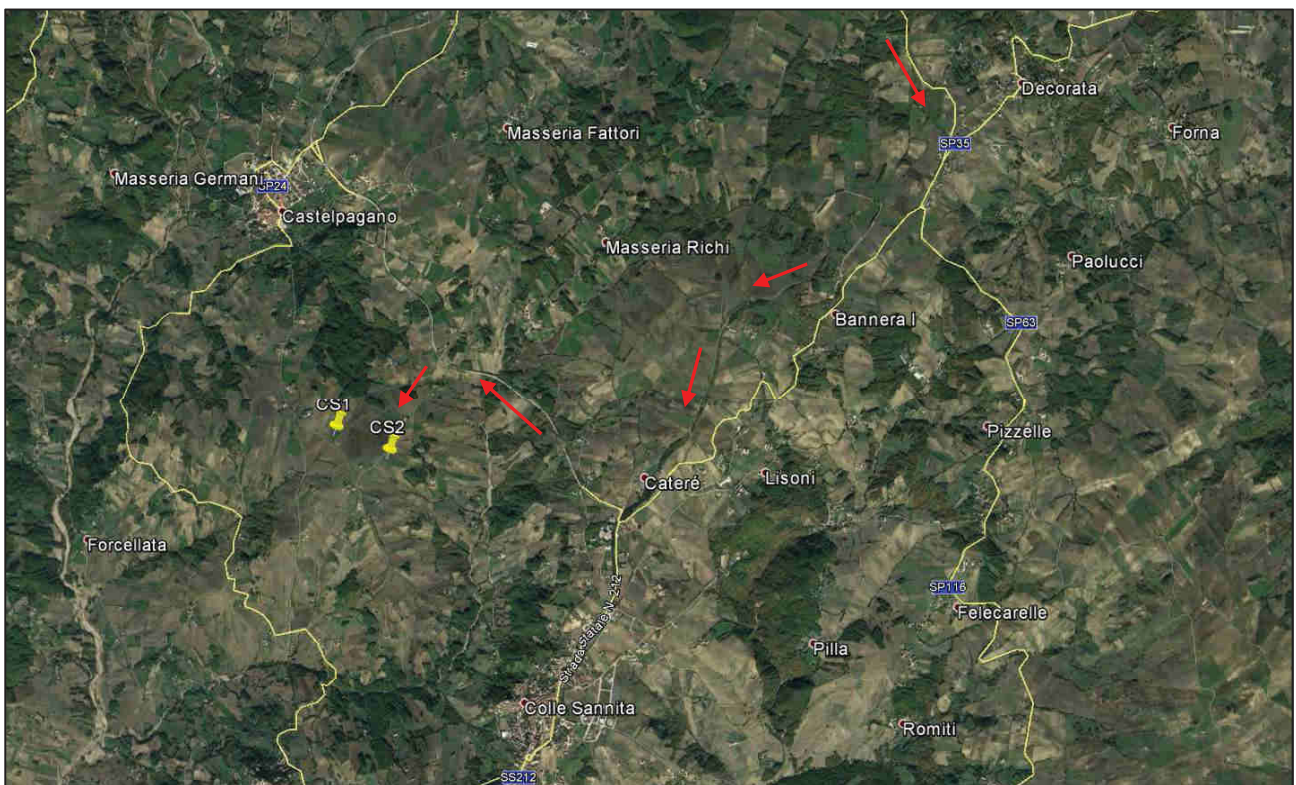 Decorata
Masseria Fattori
Forna
SP35
Masseria Germani
SP24
Castelpagano
Masseria Richi
Paolucci
Bannera I
SP63
CS1
CS2
Pizzelle
Cateré
Lisoni
Forcellata
SP116
Felecarelle
Strada Statale N. 212
Pilla
Colle Sannita
Romiti
SS212